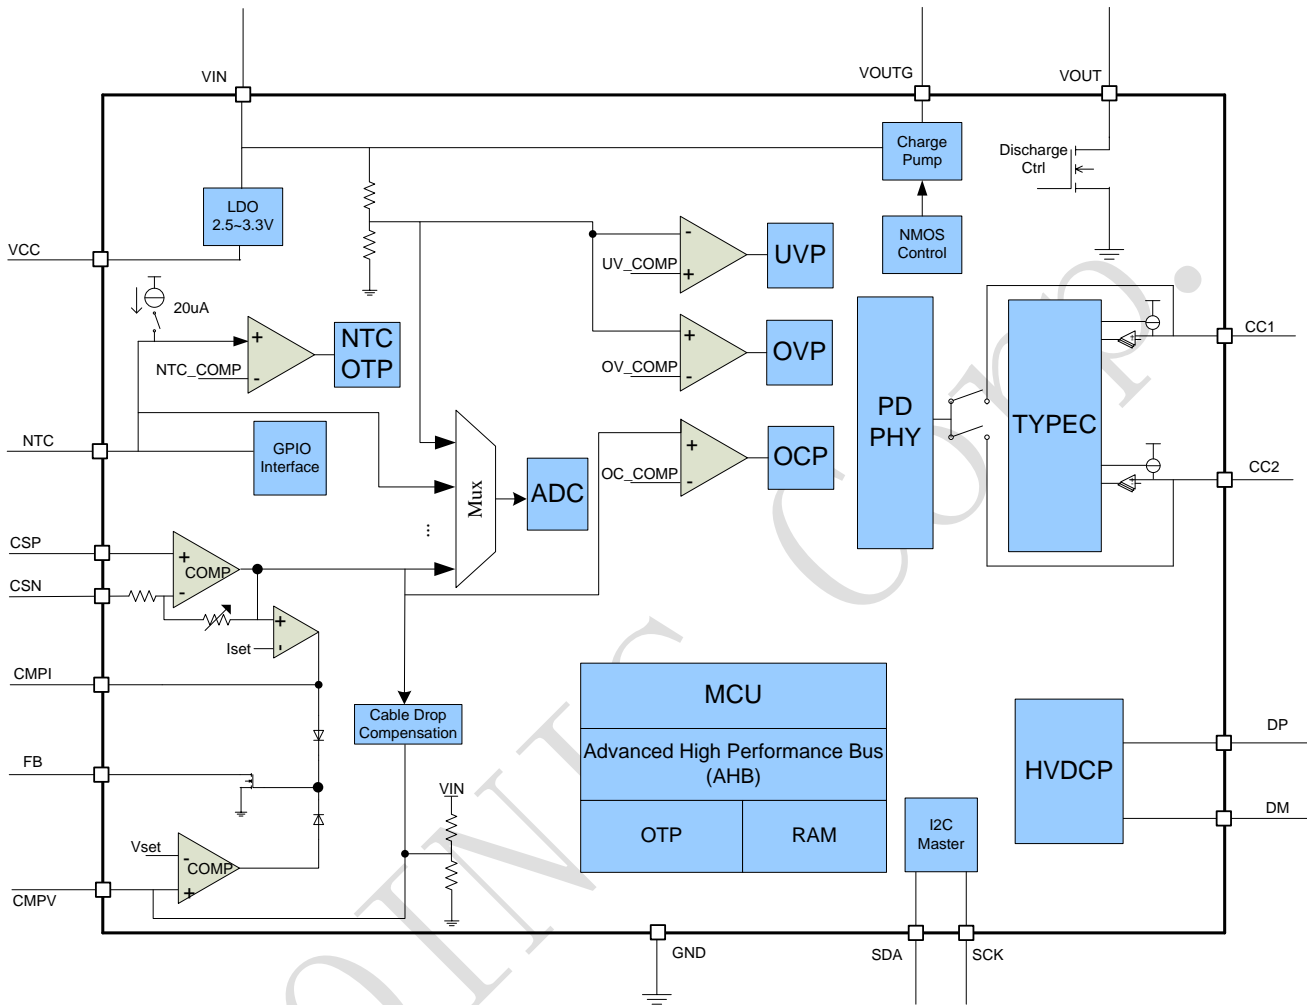 VIN
VOUTG
VOUT
Charge
Pump
Discharge
Ctrl
LDO
2.5~3.3V
VCC
NMOS
Control
UV_COMP
-
+
UVP
20uA
NTC_COMP
+
-
NTC
OTP
OV_COMP
+
-
OVP
CC1
PD
PHY
TYPEC
NTC
GPIO
Interface
Mux
ADC
OC_COMP
+
-
OCP
CC2
...
CSP
CSN
+
-
COMP
Iset
+
-
CMPI
Cable Drop
Compensation
MCU
Advanced High Performance Bus
(AHB)
OTP
RAM
HVDCP
DP
DM
FB
VIN
I2C
Master
Vset
-
+
COMP
CMPV
GND
SDA
SCK
OINS Corp.